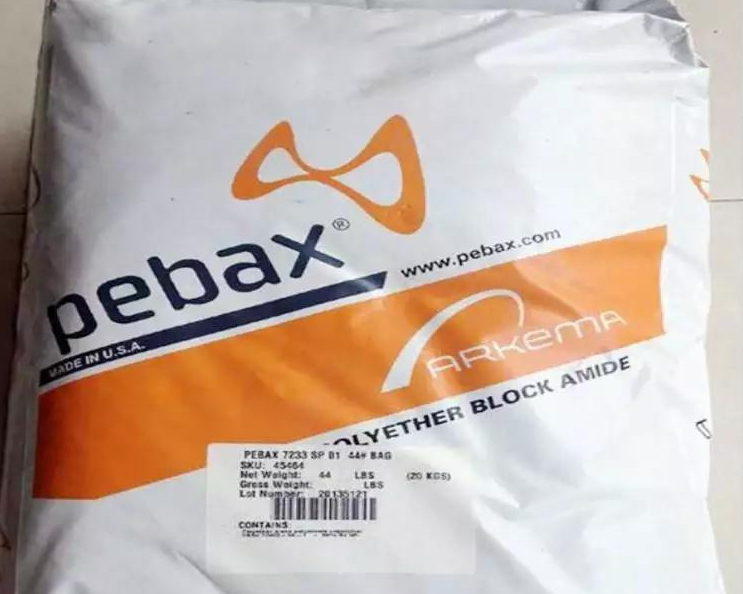 pebax®
www.pebax.com
MADE IN U.S.A.
ARKEMA
OLYETHER BLOCK AMIDE
PEBAX 7233 SP 01 44# BAG
SKU: 45464
Net Weight: 44 LBS (20 KGS)
Gross Weight: LBS
Lot Number: 20135121
CONTAINS: